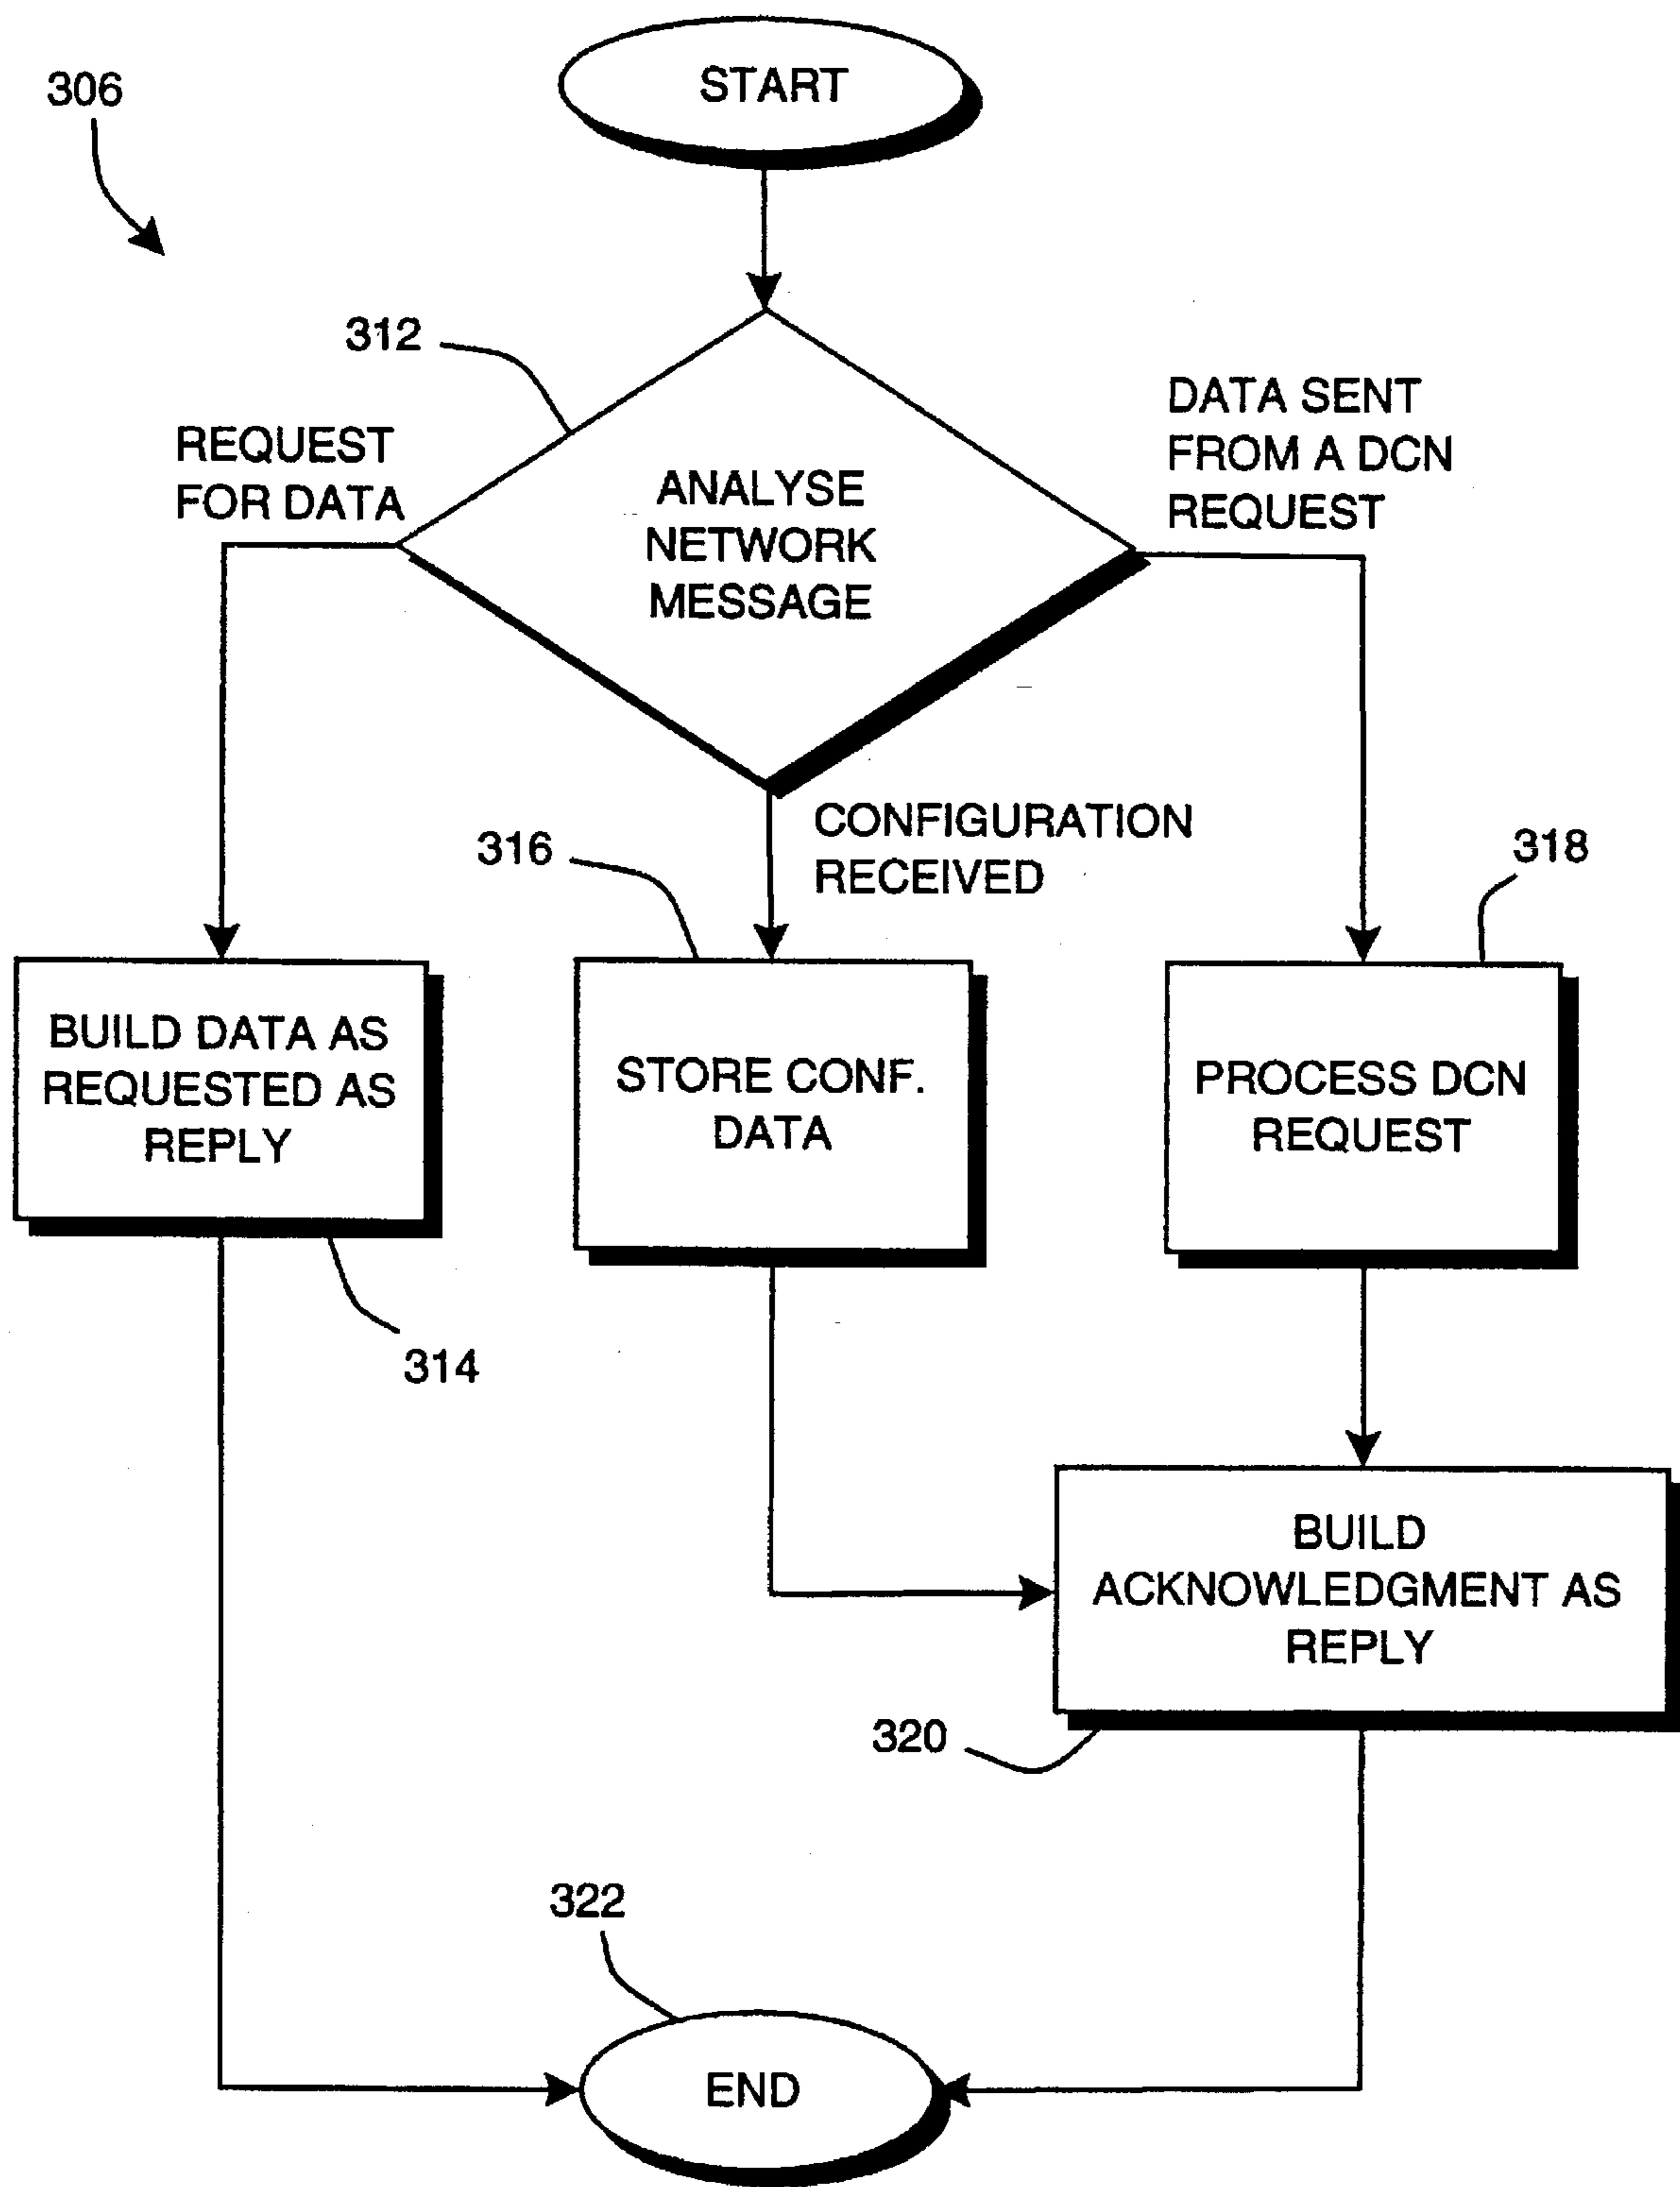 START
306
312
REQUEST
FOR DATA
ANALYSE
NETWORK
MESSAGE
DATA SENT
FROM A DCN
REQUEST
CONFIGURATION
RECEIVED
316
318
BUILD DATA AS
REQUESTED AS
REPLY
STORE CONF.
DATA
PROCESS DCN
REQUEST
314
BUILD
ACKNOWLEDGMENT AS
REPLY
320
322
END